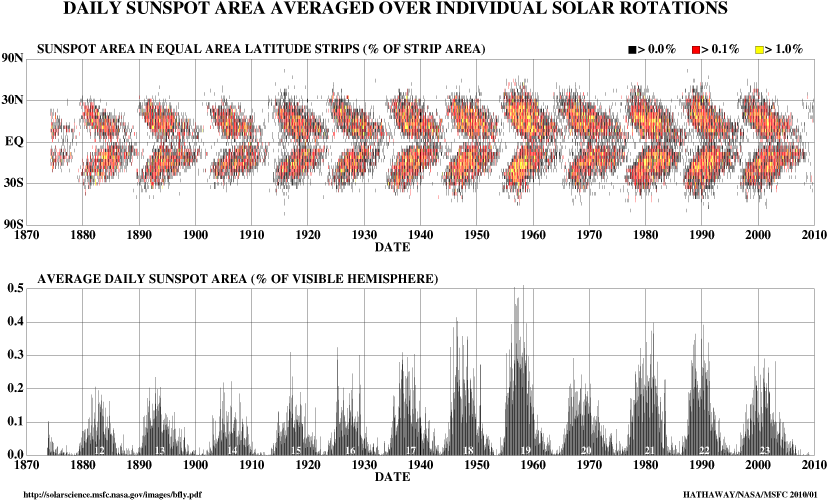 DAILY SUNSPOT AREA AVERAGED OVER INDIVIDUAL SOLAR ROTATIONS
SUNSPOT AREA IN EQUAL AREA LATITUDE STRIPS (% OF STRIP AREA)
> 0.0%
> 0.1%
> 1.0%
90N
30N
EQ
30S
90S
1870 1880 1890 1900 1910 1920 1930 1940 1950 1960 1970 1980 1990 2000 2010
DATE
AVERAGE DAILY SUNSPOT AREA (% OF VISIBLE HEMISPHERE)
0.5
0.4
0.3
0.2
0.1
0.0
12 13 14 15 16 17 18 19 20 21 22 23
1870 1880 1890 1900 1910 1920 1930 1940 1950 1960 1970 1980 1990 2000 2010
DATE
http://solarscience.msfc.nasa.gov/images/bfly.pdf
HATHAWAY/NASA/MSFC 2010/01